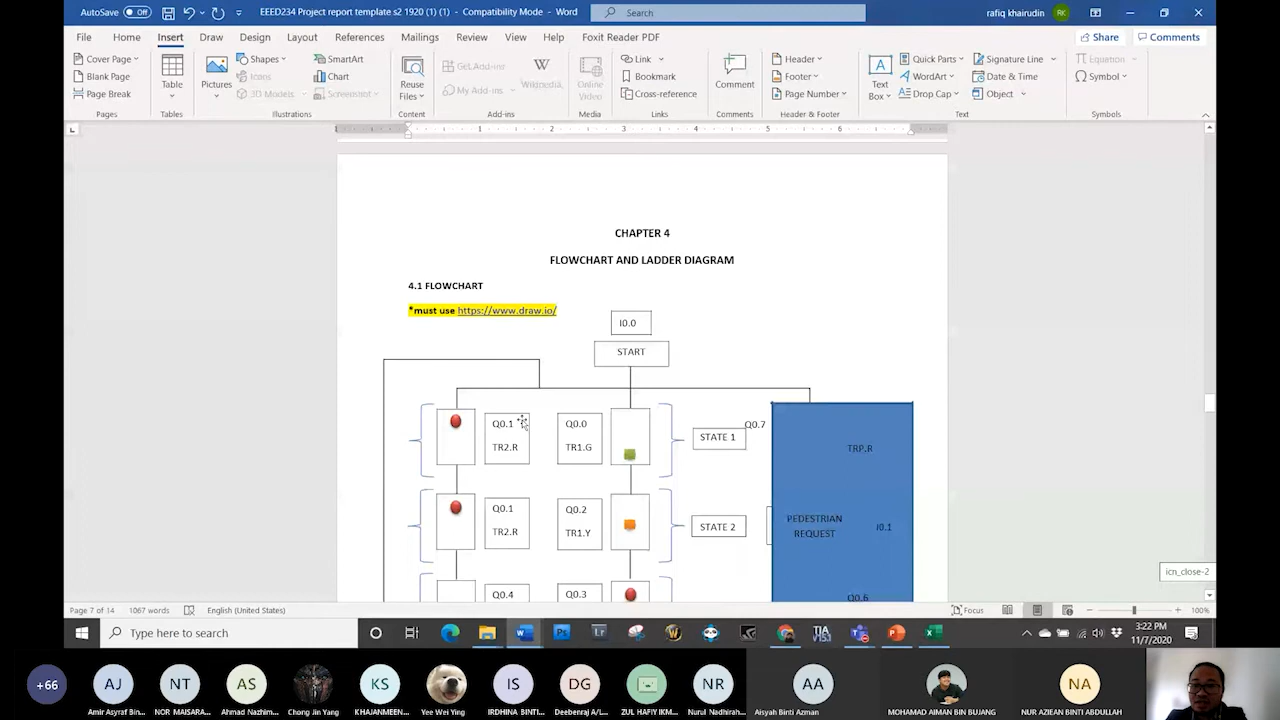 AutoSave Off
EEED234 Project report template s2 1920 (1) (1) - Compatibility Mode - Word
Search
rafiq khairudin RK
File Home Insert Draw Design Layout References Mailings Review View Help Foxit Reader PDF
Share Comments
Cover Page
Blank Page
Page Break
Pages
Table
Tables
Pictures
Shapes
Icons
3D Models
SmartArt
Chart
Screenshot
Illustrations
Reuse
Files
Content
Get Add-ins
My Add-ins
Wikipedia
Add-ins
Online
Video
Media
Link
Bookmark
Cross-reference
Links
Comment
Comments
Header
Footer
Page Number
Header & Footer
Text
Box
Quick Parts
WordArt
Drop Cap
Signature Line
Date & Time
Object
Text
Equation
Symbol
Symbols
1 1 2 3 4 5 6 7
CHAPTER 4
FLOWCHART AND LADDER DIAGRAM
4.1 FLOWCHART
*must use https://www.draw.io/
I0.0
START
Q0.1
TR2.R
Q0.0
TR1.G
STATE 1
Q0.7
TRP.R
Q0.1
TR2.R
Q0.2
TR1.Y
STATE 2
PEDESTRIAN
REQUEST
I0.1
Q0.4
Q0.3
Q0.6
icn_close-2
Page 7 of 14 1067 words English (United States)
Focus 100%
Type here to search
3:22 PM
11/7/2020
+66
AJ
Amir Asyraf Bin...
NT
NOR MAISARA...
AS
Ahmad Nazhim...
Chong Jin Yang
KS
KHAJANMEEN...
Yee Wei Ying
IS
IRDHINA BINTI...
DG
Deebenraj A/L...
ZUL HAFIY IKM...
NR
Nurul Nadhirah...
AA
Aisyah Binti Azman
MOHAMAD AIMAN BIN BUJANG
NA
NUR AZIEAN BINTI ABDULLAH